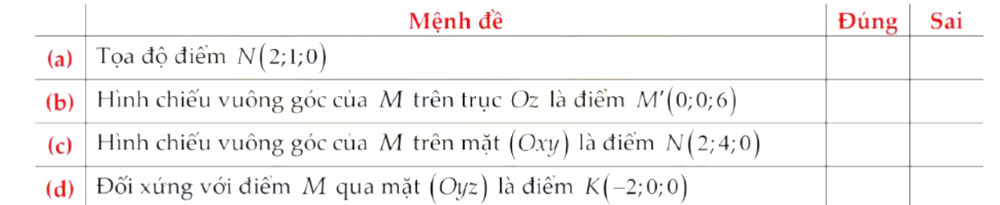 Mệnh đề Đúng Sai
(a) Tọa độ điểm N(2;1;0)
(b) Hình chiếu vuông góc của M trên trục Oz là điểm M'(0;0;6)
(c) Hình chiếu vuông góc của M trên mặt (Oxy) là điểm N(2;4;0)
(d) Đối xứng với điểm M qua mặt (Oyz) là điểm K(−2;0;0)